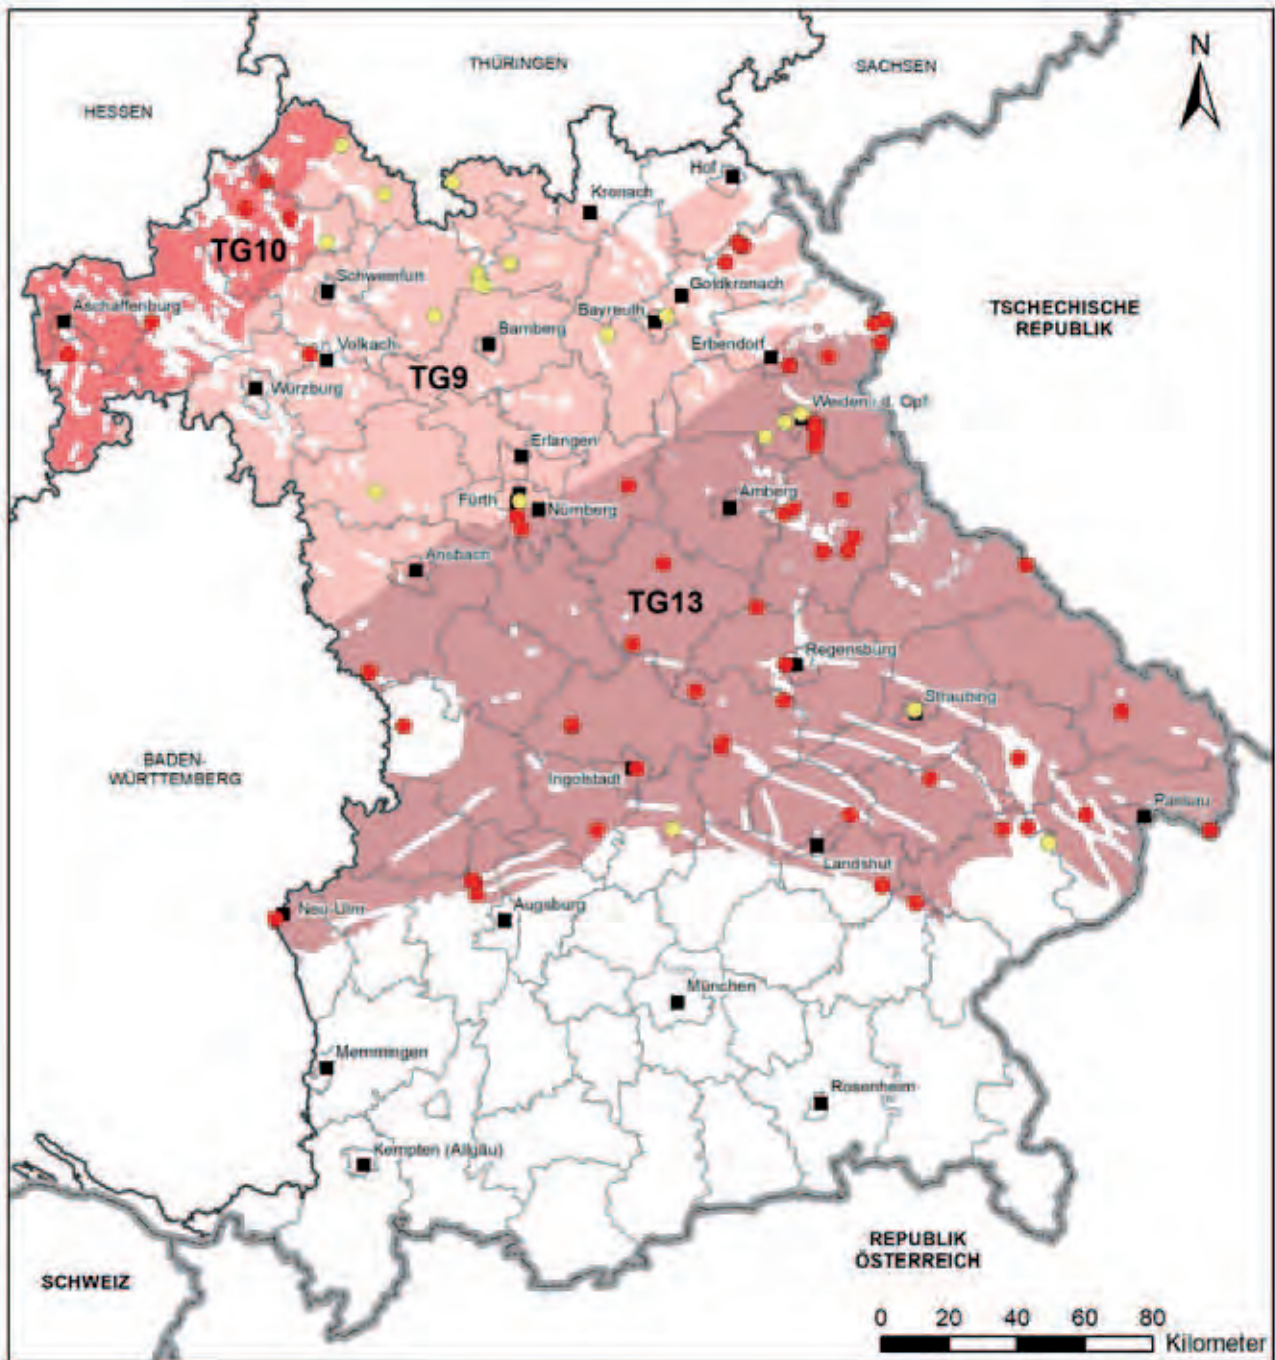 THÜRINGEN
SACHSEN
N
HESSEN
Hof
Kronach
TG10
Schweinfurt
Goldkronach
Aschaffenburg
Bayreuth
TSCHECHISCHE
REPUBLIK
Bamberg
Erbendorf
Volkach
TG9
Würzburg
Weiden i.d. Opf
Erlangen
Amberg
Fürth
Nürnberg
Ansbach
TG13
Regensburg
Straubing
BADEN-
WÜRTTEMBERG
Ingolstadt
Passau
Landshut
Neu-Ulm
Augsburg
München
Memmingen
Rosenheim
Kempten (Allgäu)
REPUBLIK
ÖSTERREICH
SCHWEIZ
0 20 40 60 80
Kilometer